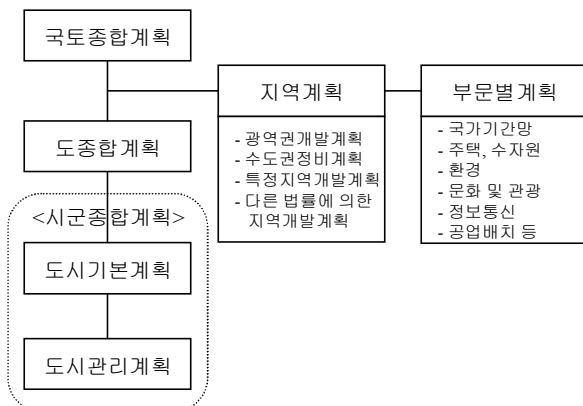 국토종합계획
지역계획
- 광역권개발계획
- 수도권정비계획
- 특정지역개발계획
- 다른 법률에 의한
지역개발계획
부문별계획
- 국가기간망
- 주택, 수자원
- 환경
- 문화 및 관광
- 정보통신
- 공업배치 등
도종합계획
<시군종합계획>
도시기본계획
도시관리계획